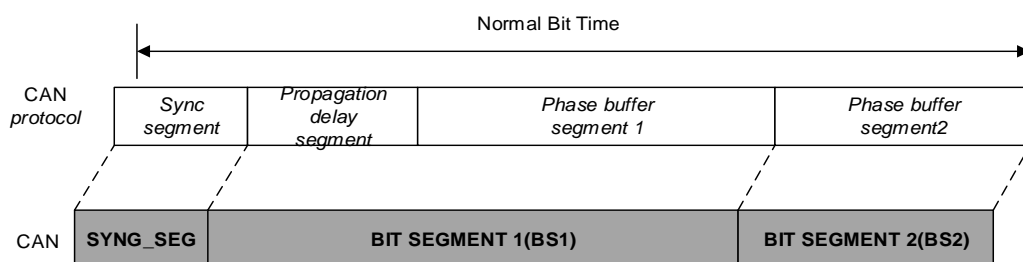 Normal Bit Time
CAN
protocol
Sync
segment
Propagation
delay
segment
Phase buffer
segment 1
Phase buffer
segment2
CAN
SYNG_SEG
BIT SEGMENT 1(BS1)
BIT SEGMENT 2(BS2)